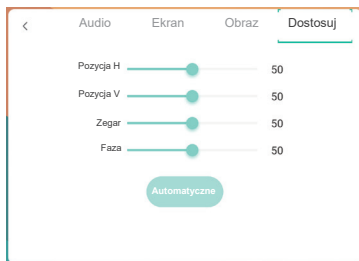 Audio Ekran Obraz Dostosuj
Pozycja H 50
Pozycja V 50
Zegar 50
Faza 50
Automatyczne